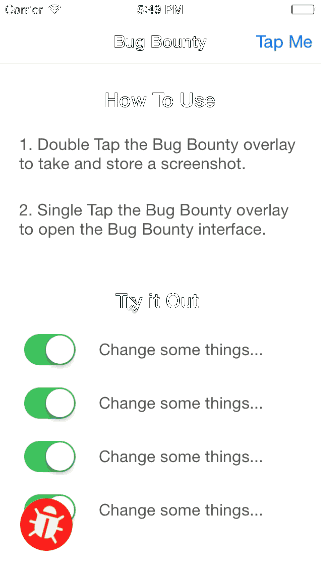 Carrier 5:49 PM
Bug Bounty Tap Me
How To Use
1. Double Tap the Bug Bounty overlay
to take and store a screenshot.
2. Single Tap the Bug Bounty overlay
to open the Bug Bounty interface.
Try it Out
Change some things...
Change some things...
Change some things...
Change some things...